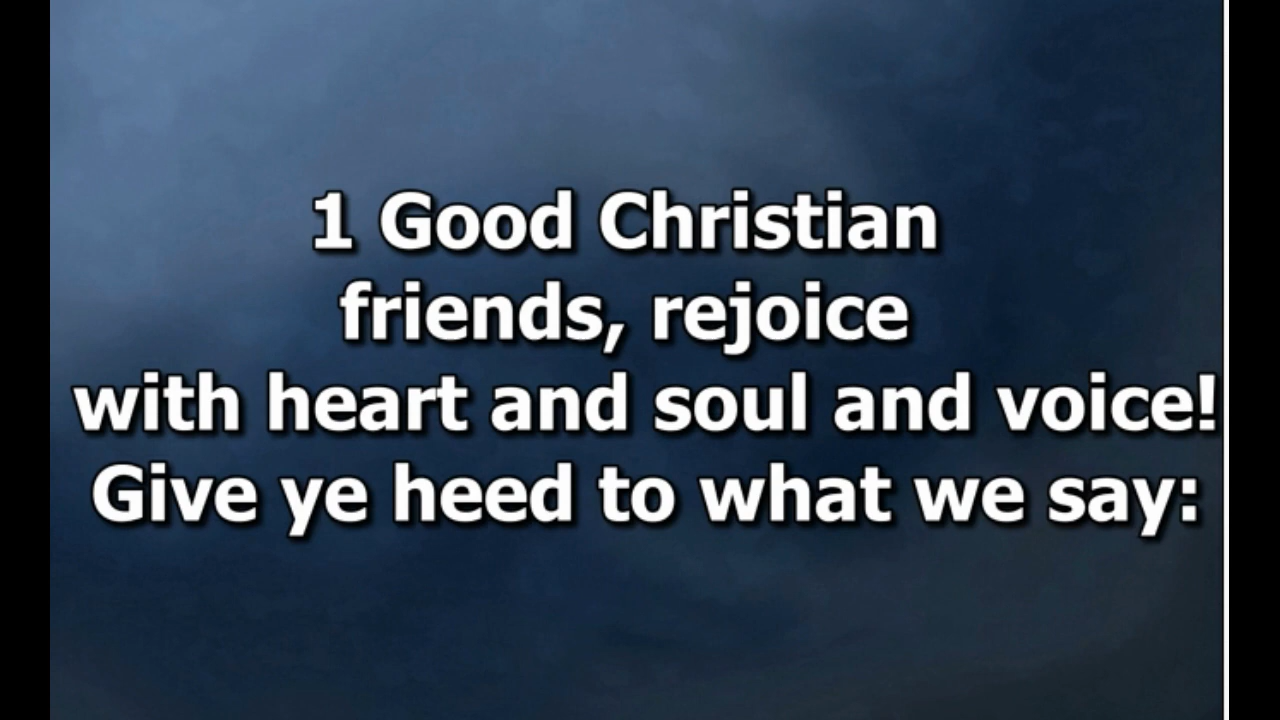 1 Good Christian
friends, rejoice
with heart and soul and voice!
Give ye heed to what we say: